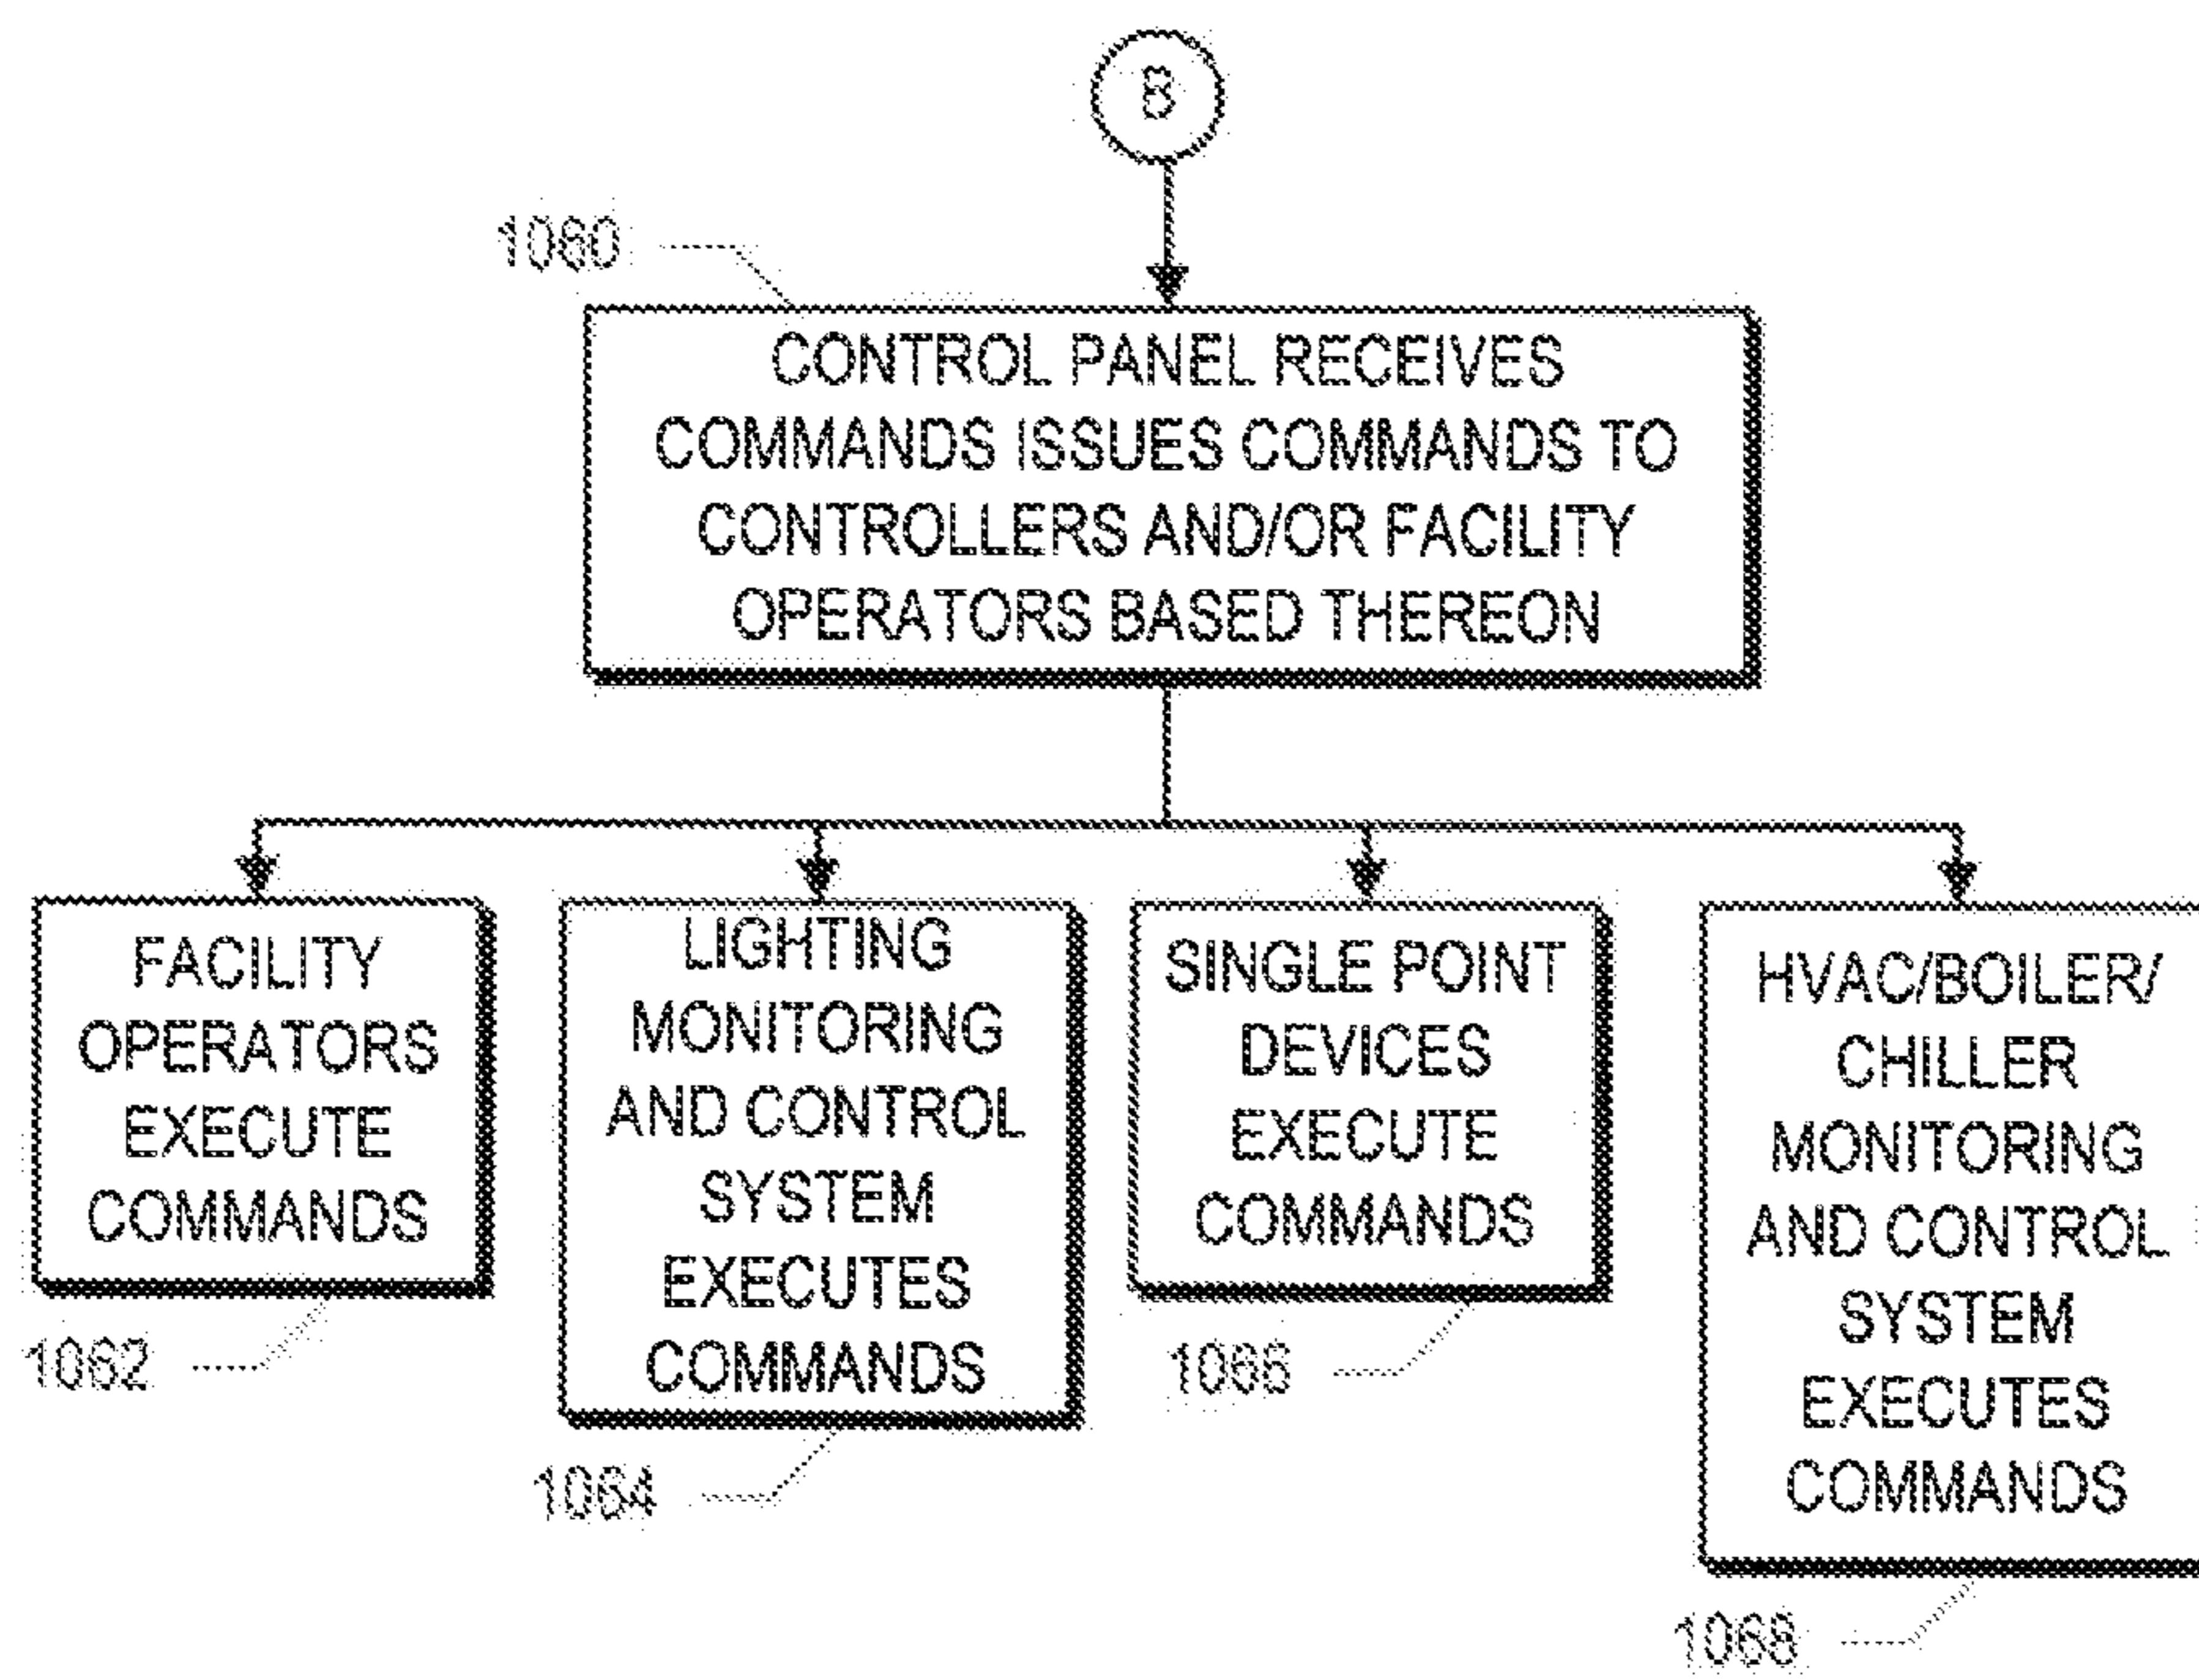 B
1060
CONTROL PANEL RECEIVES
COMMANDS ISSUES COMMANDS TO
CONTROLLERS AND/OR FACILITY
OPERATORS BASED THEREON
FACILITY
OPERATORS
EXECUTE
COMMANDS
1062
LIGHTING
MONITORING
AND CONTROL
SYSTEM
EXECUTES
COMMANDS
1064
SINGLE POINT
DEVICES
EXECUTE
COMMANDS
1066
HVAC/BOILER/
CHILLER
MONITORING
AND CONTROL
SYSTEM
EXECUTES
COMMANDS
1068